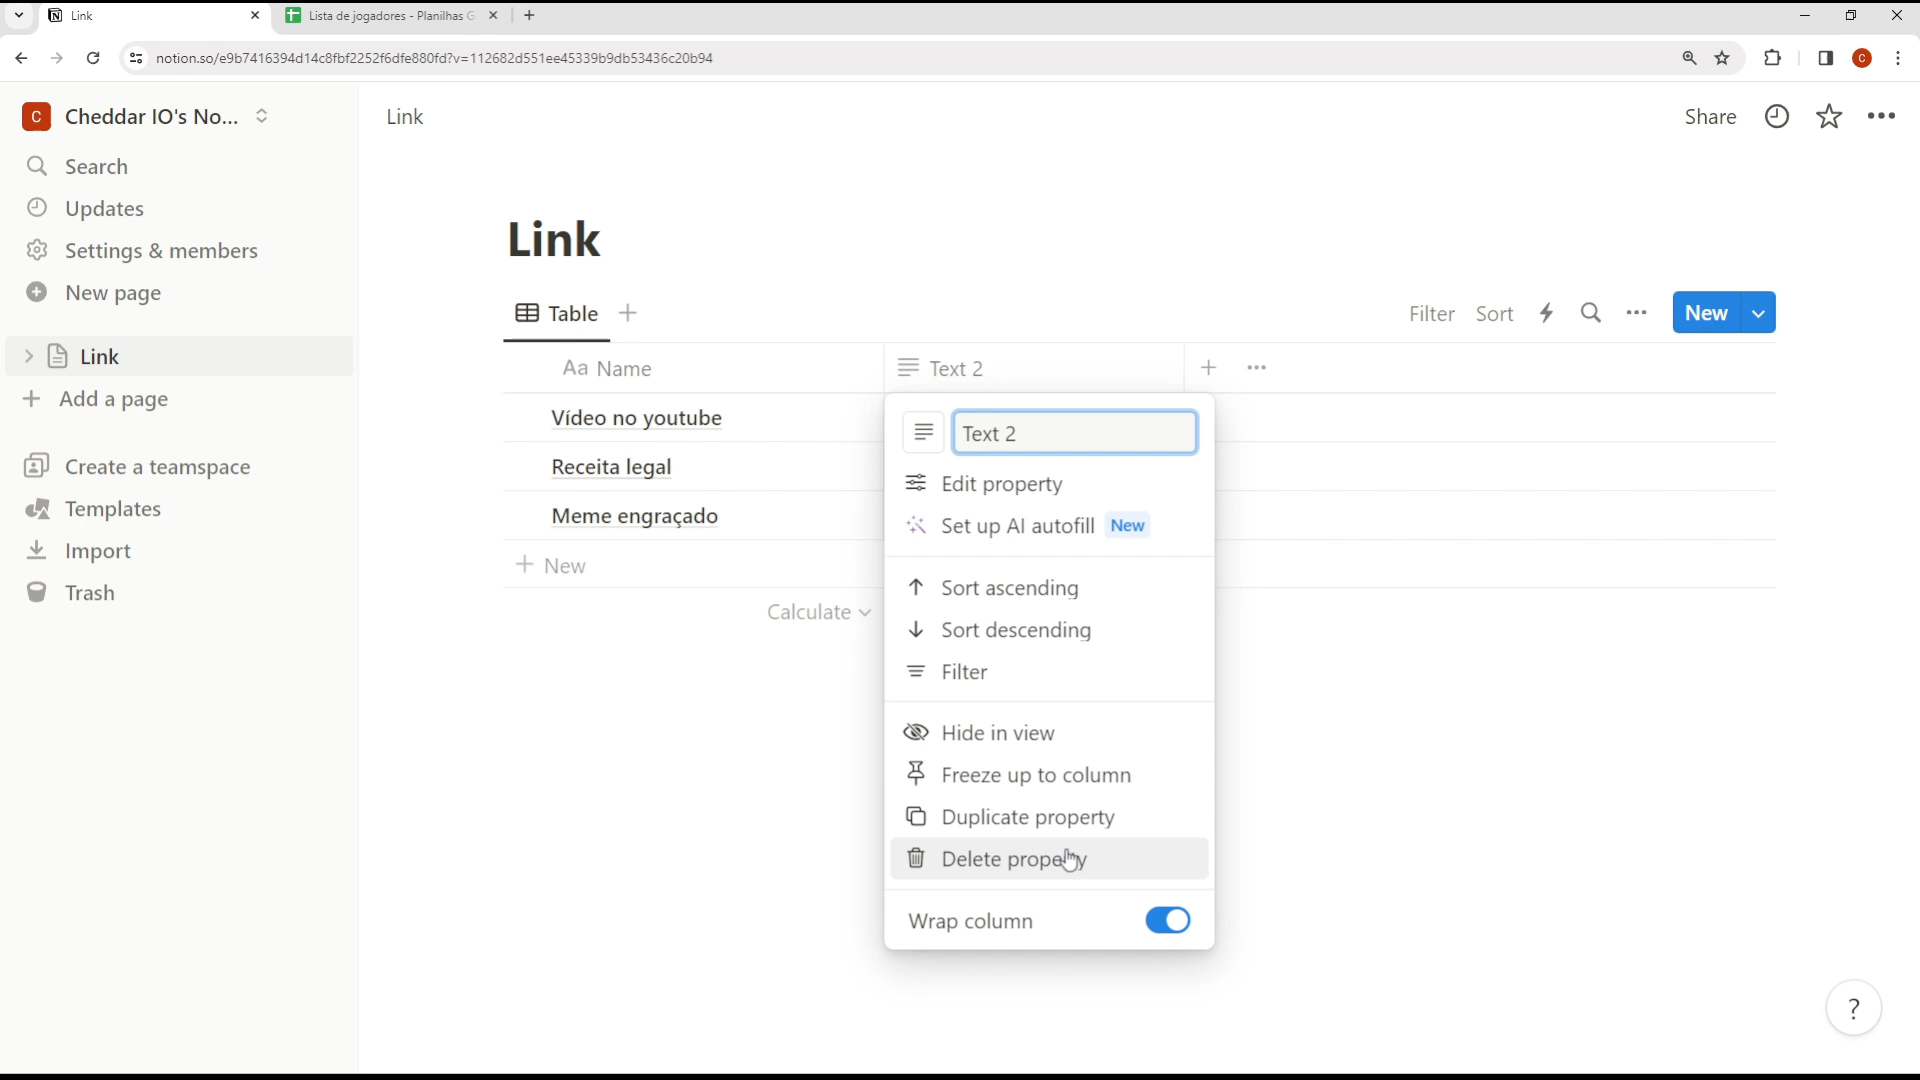 Link
Lista de jogadores - Planilhas G
notion.so/e9b7416394d14c8fbf2252f6dfe880fd?v=112682d551ee45339b9db53436c20b94
C
C Cheddar IO's No...
Link
Share
Search
Updates
Settings & members
New page
Link
Add a page
Create a teamspace
Templates
Import
Trash
Link
Table
Filter Sort New
Aa Name
Text 2
Vídeo no youtube
Receita legal
Meme engraçado
New
Calculate
Text 2
Edit property
Set up AI autofill New
Sort ascending
Sort descending
Filter
Hide in view
Freeze up to column
Duplicate property
Delete property
Wrap column
?